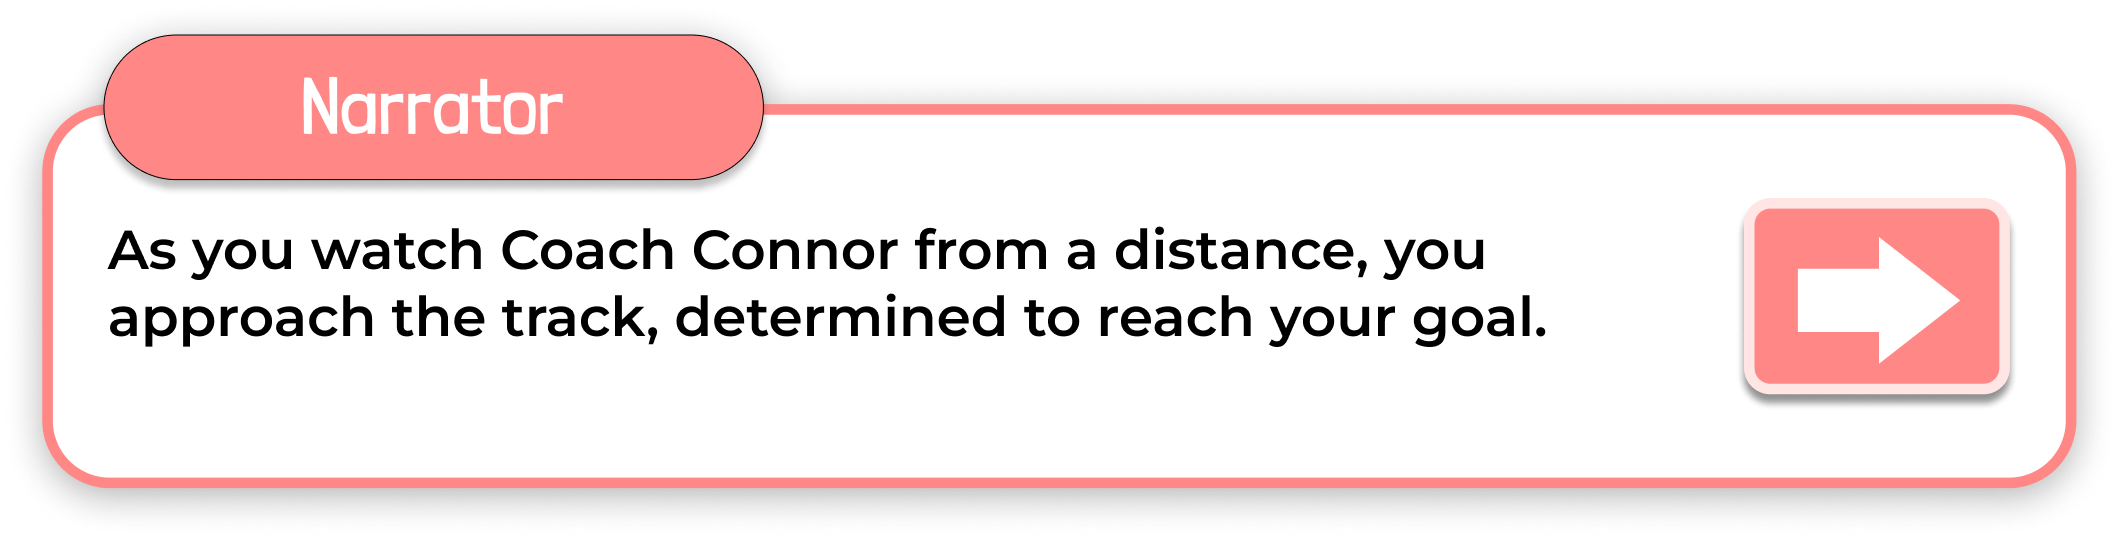 Narrator
As you watch Coach Connor from a distance, you
approach the track, determined to reach your goal.